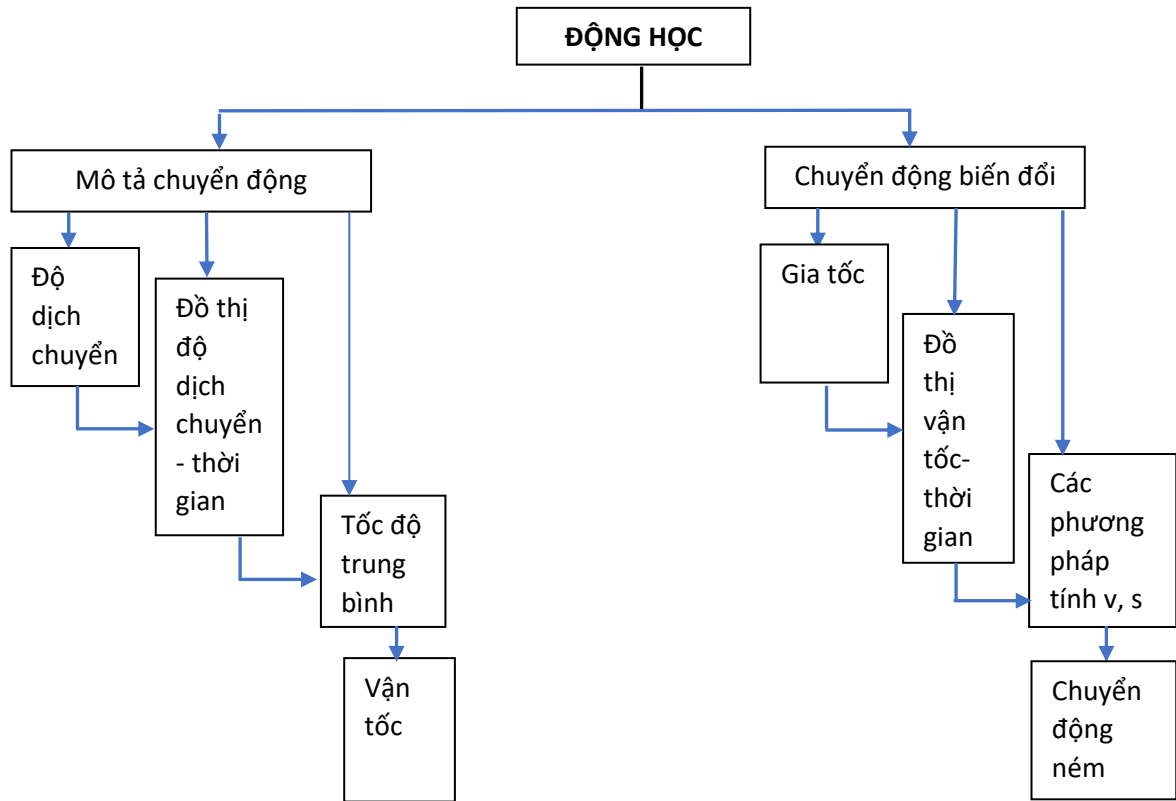 ĐỘNG HỌC
Mô tả chuyển động
Chuyển động biến đổi
Độ
dịch
chuyển
Đồ thị
độ
dịch
chuyển
- thời
gian
Tốc độ
trung
bình
Vận
tốc
Gia tốc
Đồ
thị
vận
tốc-
thời
gian
Các
phương
pháp
tính v, s
Chuyển
động
ném